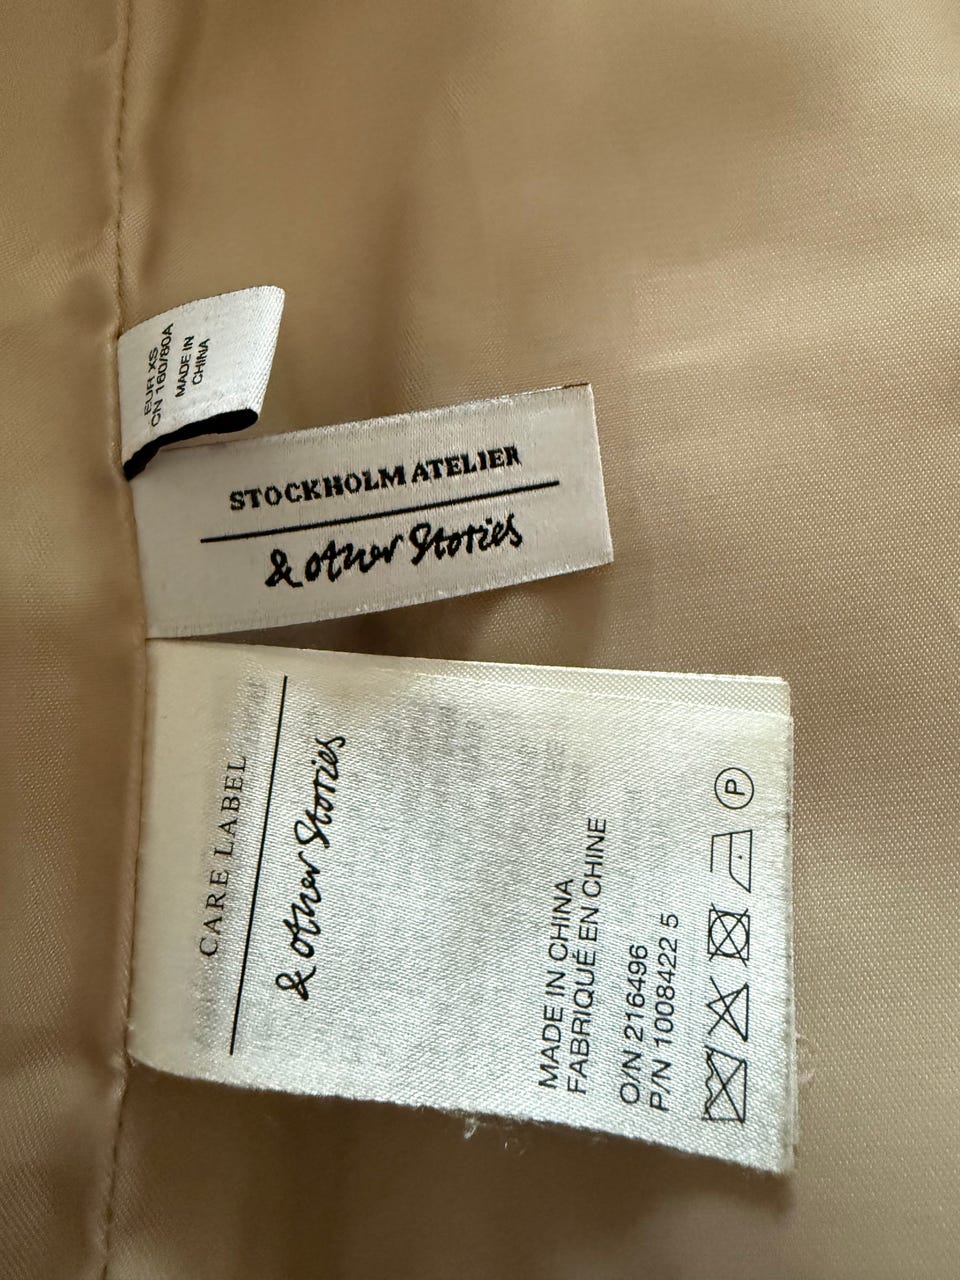 EUR XS
CN 160/80A
MADE IN
CHINA
STOCKHOLM ATELIER
& other Stories
CARE LABEL
& other Stories
MADE IN CHINA
FABRIQUÉ EN CHINE
O/N 216496
P/N 1008422 5
P